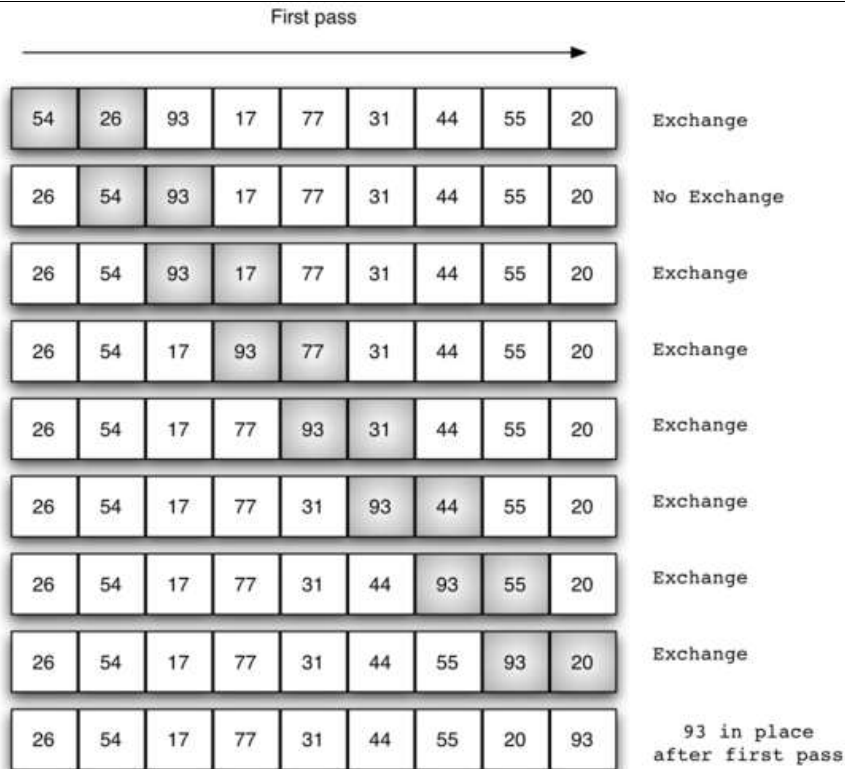 First pass
54 26 93 17 77 31 44 55 20 Exchange
26 54 93 17 77 31 44 55 20 No Exchange
26 54 93 17 77 31 44 55 20 Exchange
26 54 17 93 77 31 44 55 20 Exchange
26 54 17 77 93 31 44 55 20 Exchange
26 54 17 77 31 93 44 55 20 Exchange
26 54 17 77 31 44 93 55 20 Exchange
26 54 17 77 31 44 55 93 20 Exchange
26 54 17 77 31 44 55 20 93 93 in place
after first pass